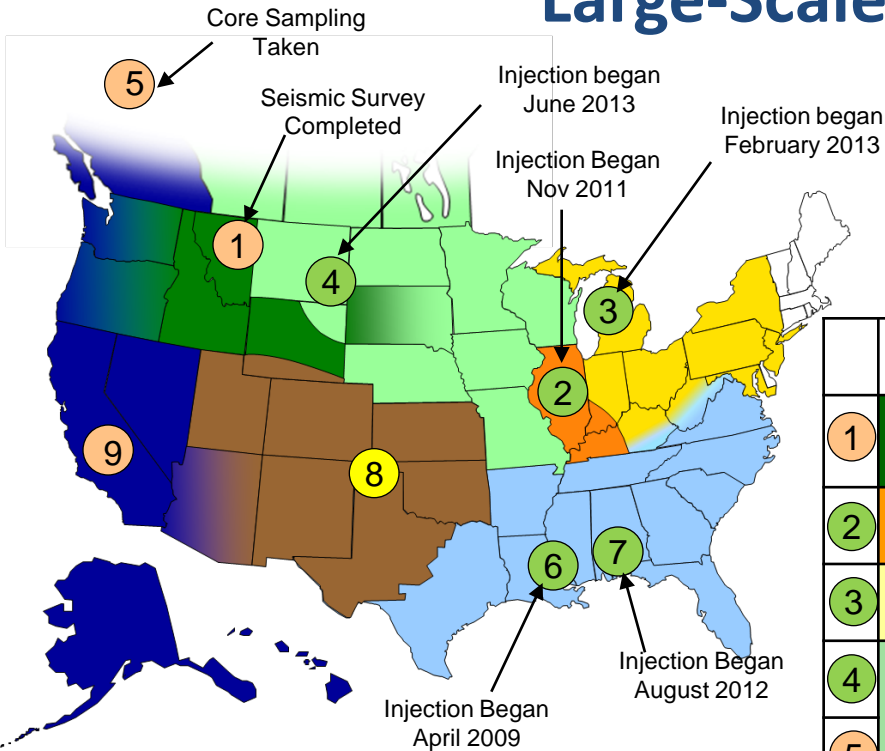 Large-Scale
Core Sampling
Taken
5
Injection began
June 2013
Seismic Survey
Completed
Injection began
February 2013
Injection Began
Nov 2011
1
4
3
2
9
8
6
7
Injection Began
August 2012
Injection Began
April 2009
1
2
3
4
5